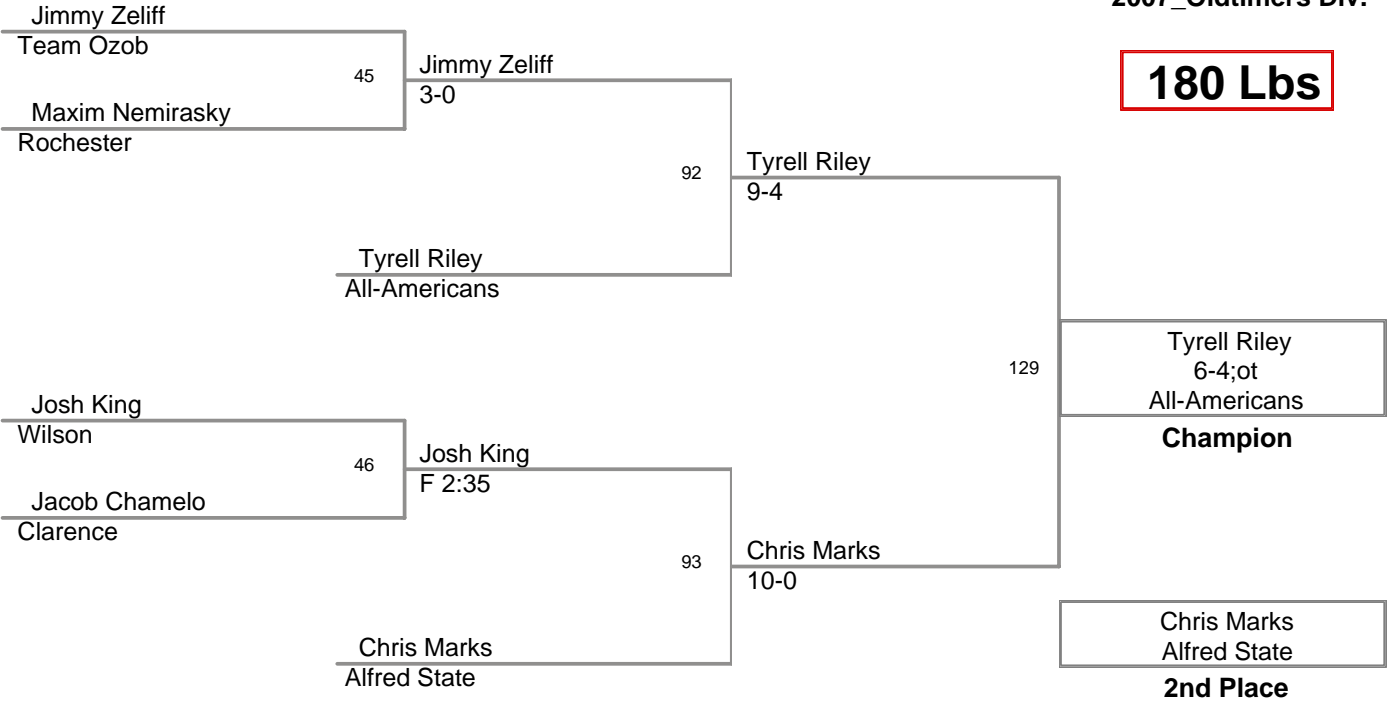 2007_Oldtimers Div.
180 Lbs
Jimmy Zeliff
Team Ozob
45
Maxim Nemirasky
Rochester
Jimmy Zeliff
3-0
92
Tyrell Riley
All-Americans
Tyrell Riley
9-4
Josh King
Wilson
46
Jacob Chamelo
Clarence
Josh King
F 2:35
93
Chris Marks
Alfred State
Chris Marks
10-0
129
Tyrell Riley
6-4;ot
All-Americans
Champion
Chris Marks
Alfred State
2nd Place